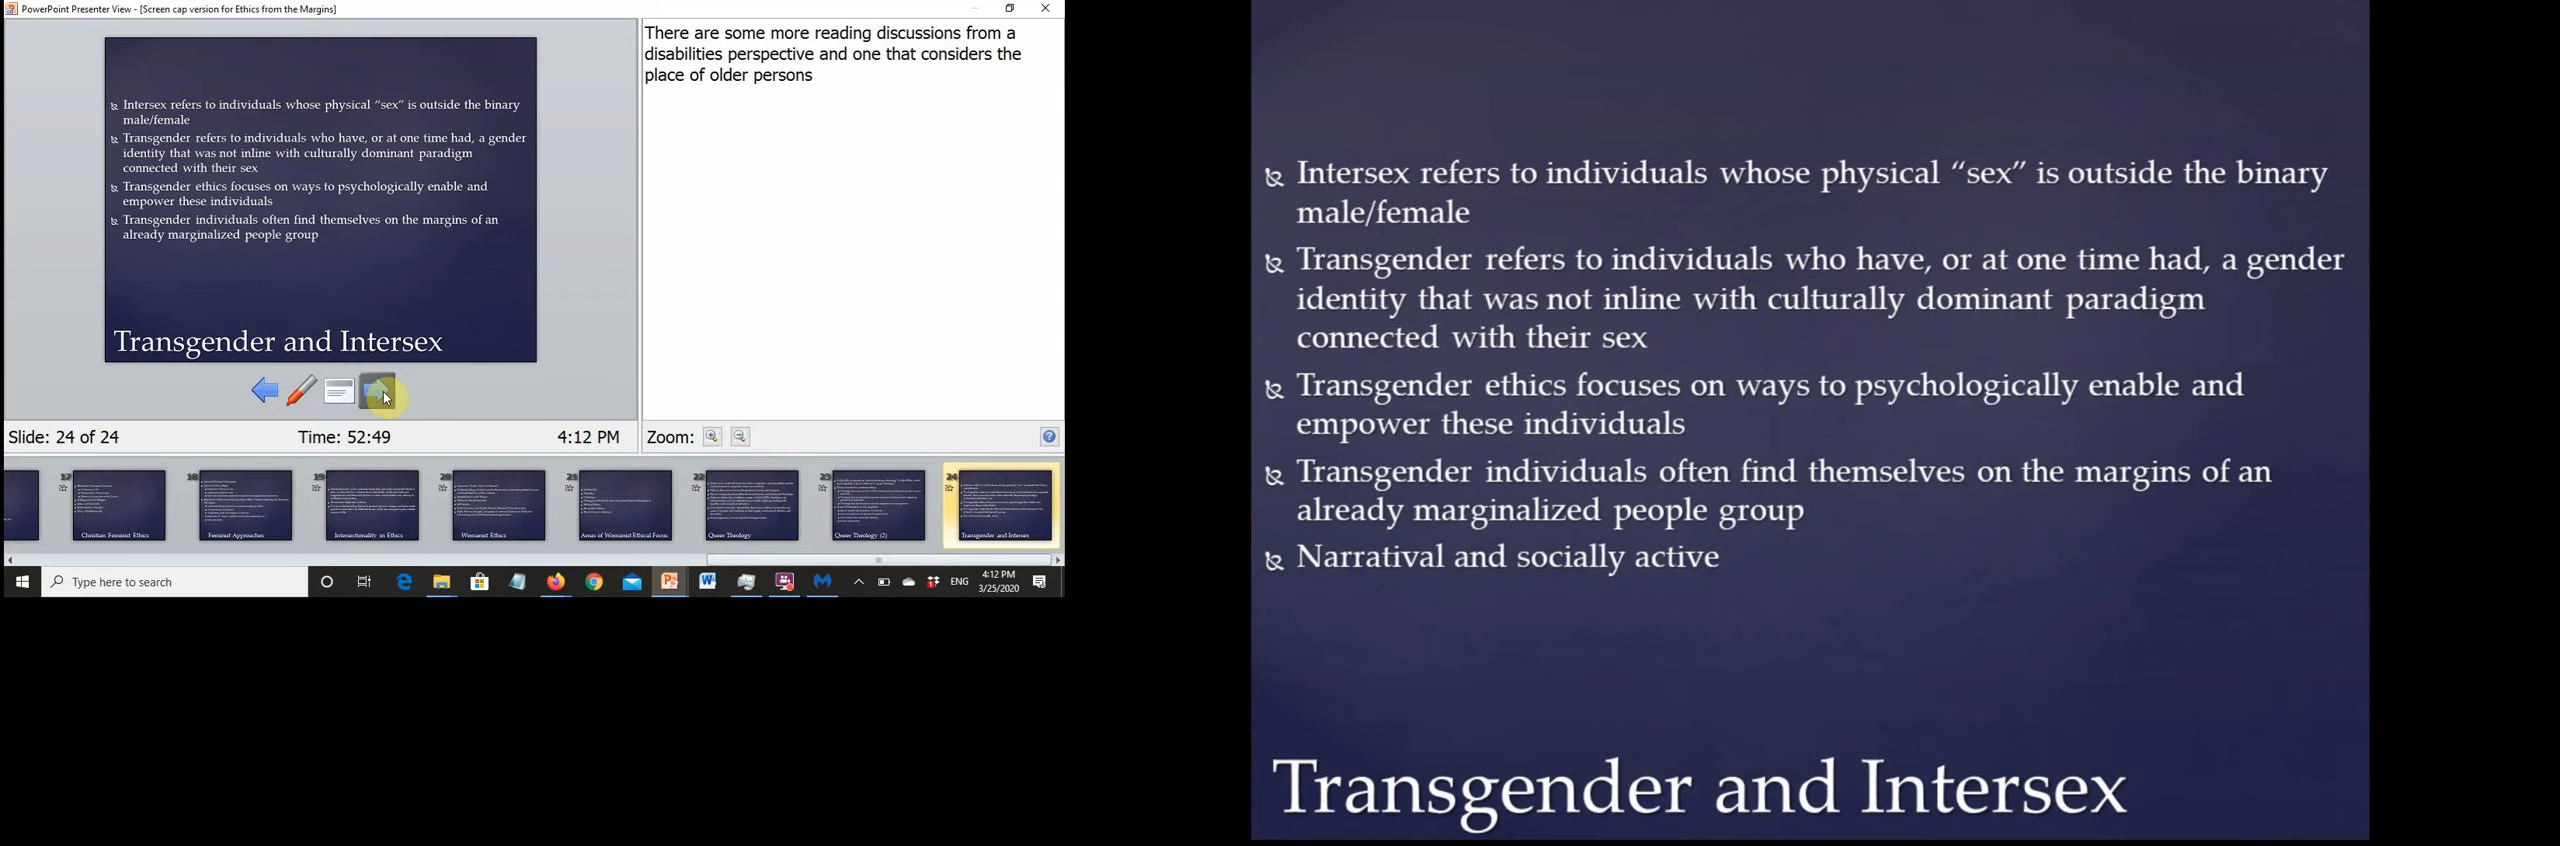 PowerPoint Presenter View - [Screen cap version for Ethics from the Margins]
Intersex refers to individuals whose physical “sex” is outside the binary
male/female
Transgender refers to individuals who have, or at one time had, a gender
identity that was not inline with culturally dominant paradigm
connected with their sex
Transgender ethics focuses on ways to psychologically enable and
empower these individuals
Transgender individuals often find themselves on the margins of an
already marginalized people group
Transgender and Intersex
There are some more reading discussions from a
disabilities perspective and one that considers the
place of older persons
Slide: 24 of 24
Time: 52:49
4:12 PM
Zoom:
17
18
19
20
21
22
23
24
Christian Feminist Ethics
Feminist Approaches
Intersectionality in Ethics
Womanist Ethics
Areas of Womanist Ethical Focus
Queer Theology
Queer Theology (2)
Transgender and Intersex
Type here to search
ENG
4:12 PM
3/25/2020
Intersex refers to individuals whose physical “sex” is outside the binary
male/female
Transgender refers to individuals who have, or at one time had, a gender
identity that was not inline with culturally dominant paradigm
connected with their sex
Transgender ethics focuses on ways to psychologically enable and
empower these individuals
Transgender individuals often find themselves on the margins of an
already marginalized people group
Narratival and socially active
Transgender and Intersex